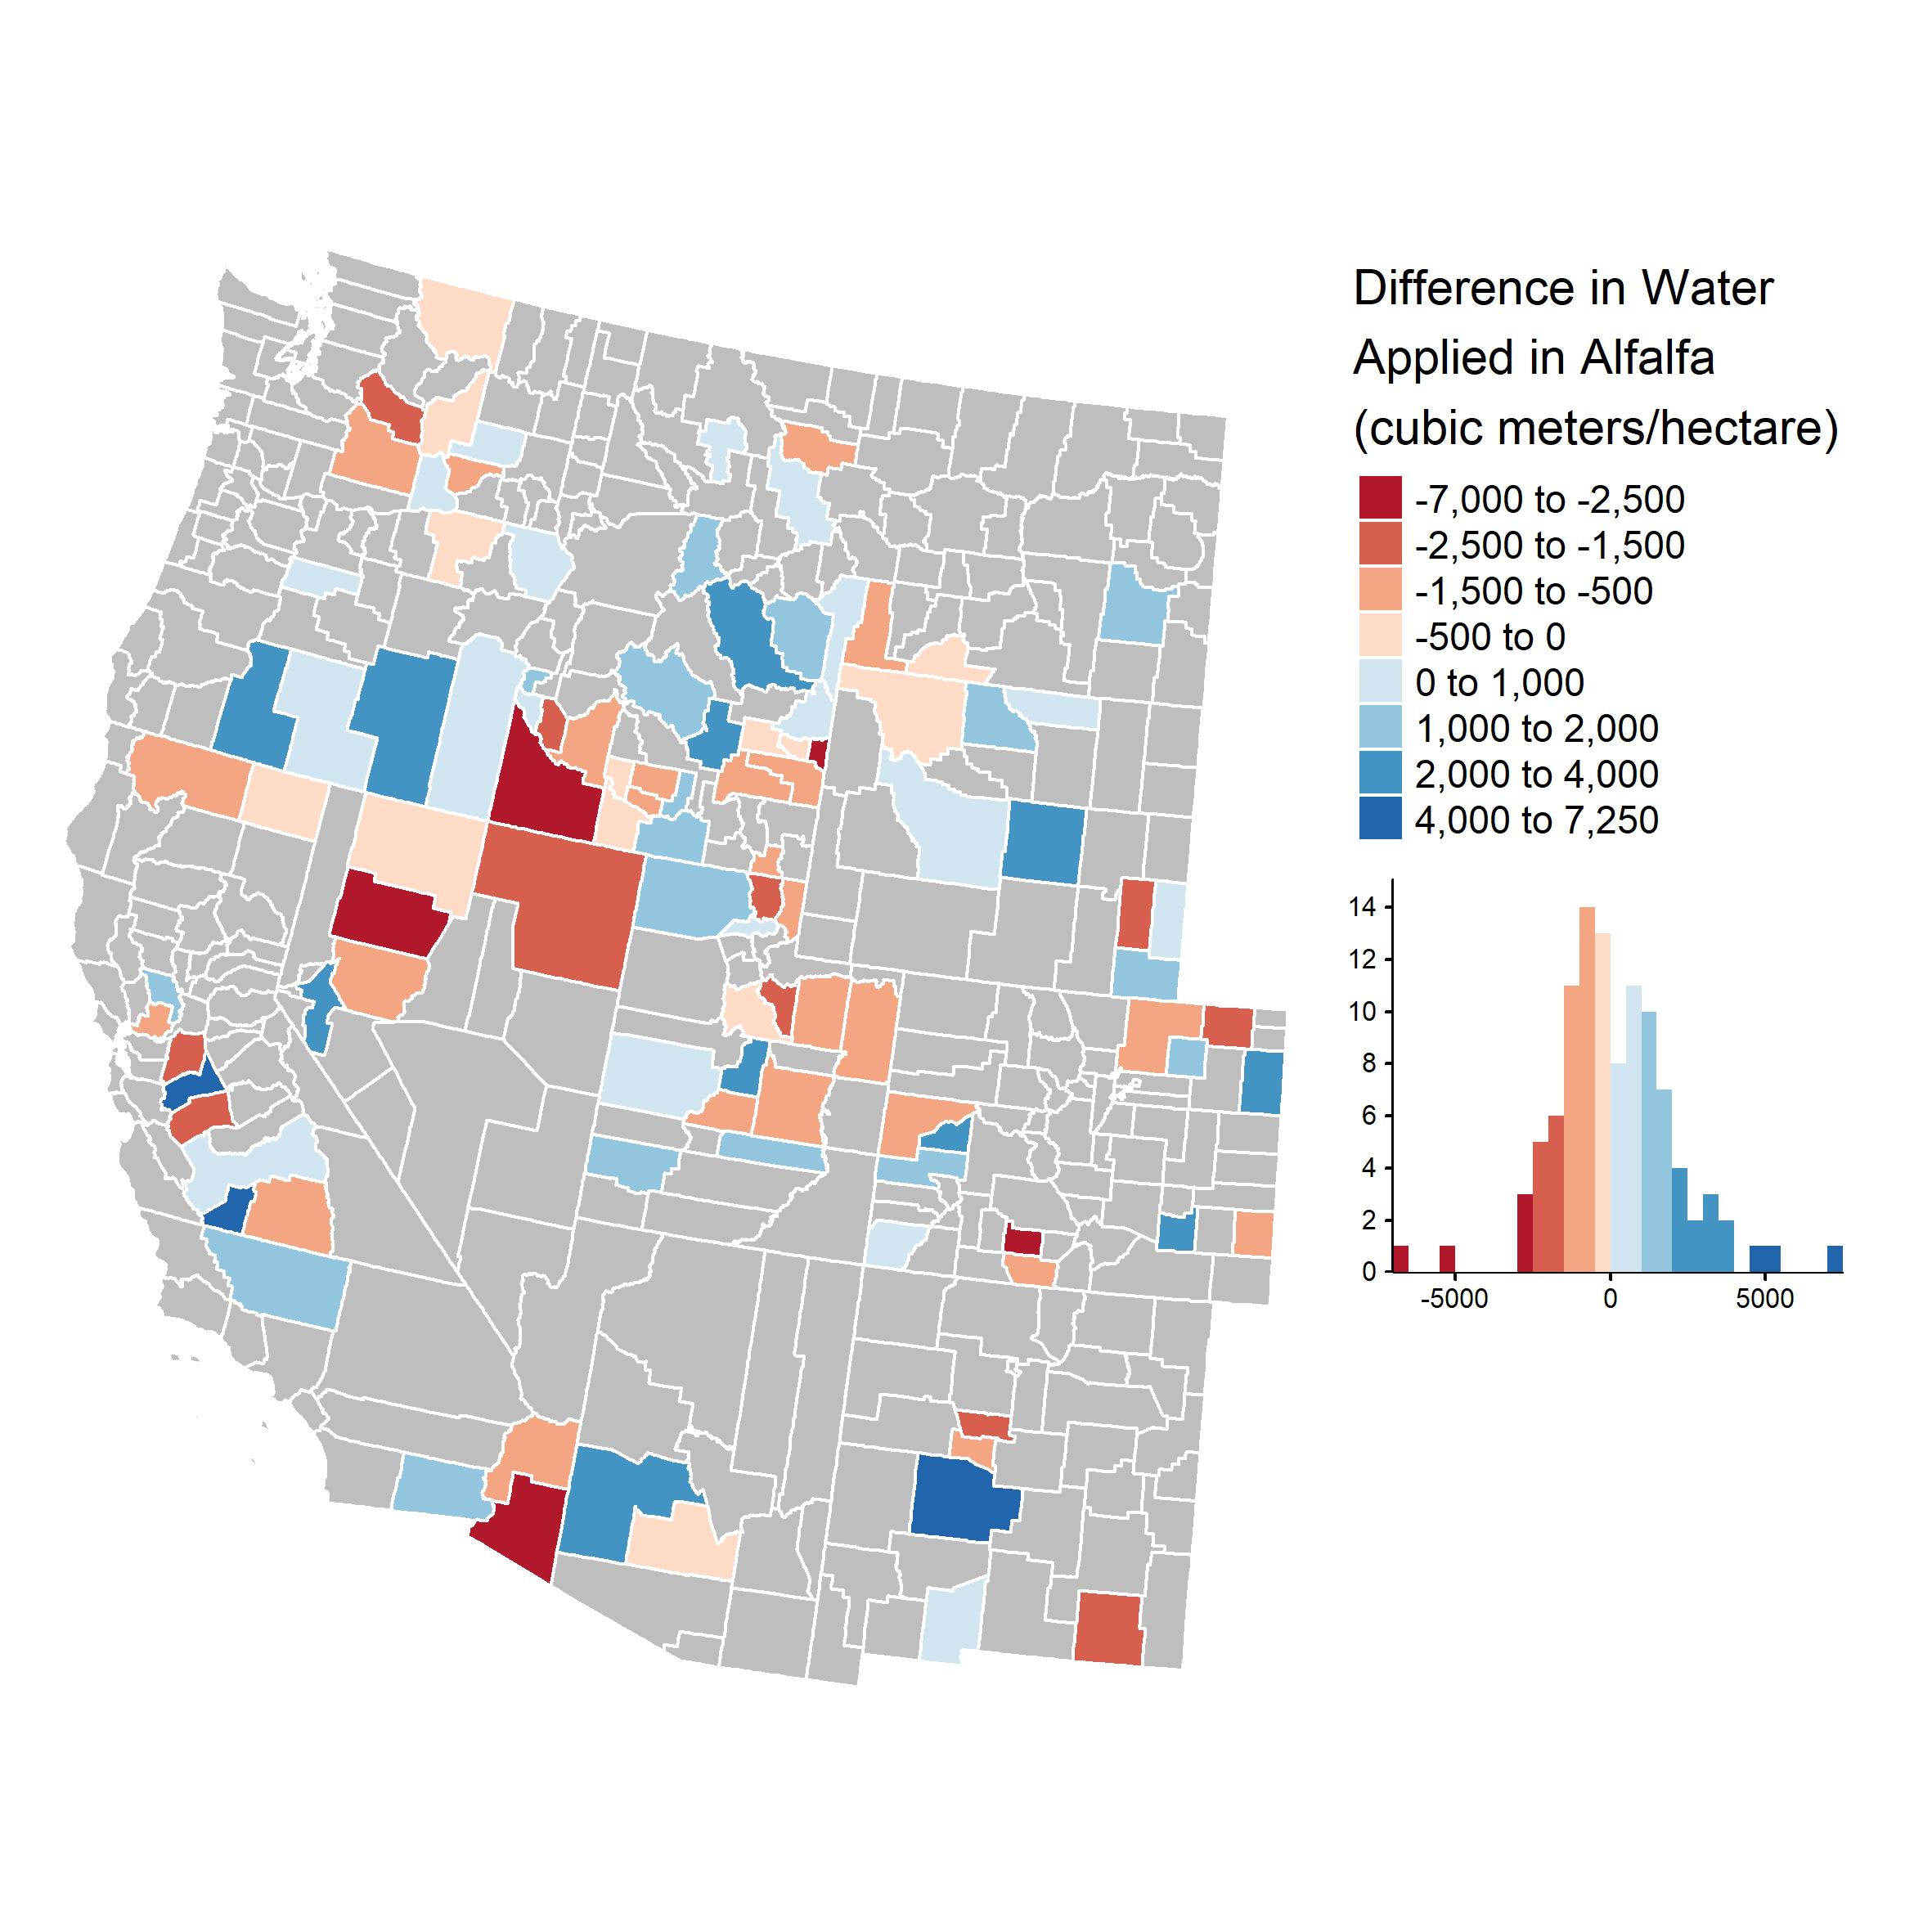 Difference in Water
Applied in Alfalfa
(cubic meters/hectare)
-7,000 to -2,500
-2,500 to -1,500
-1,500 to -500
-500 to 0
0 to 1,000
1,000 to 2,000
2,000 to 4,000
4,000 to 7,250
14
12
10
8
6
4
2
0
-5000 0 5000